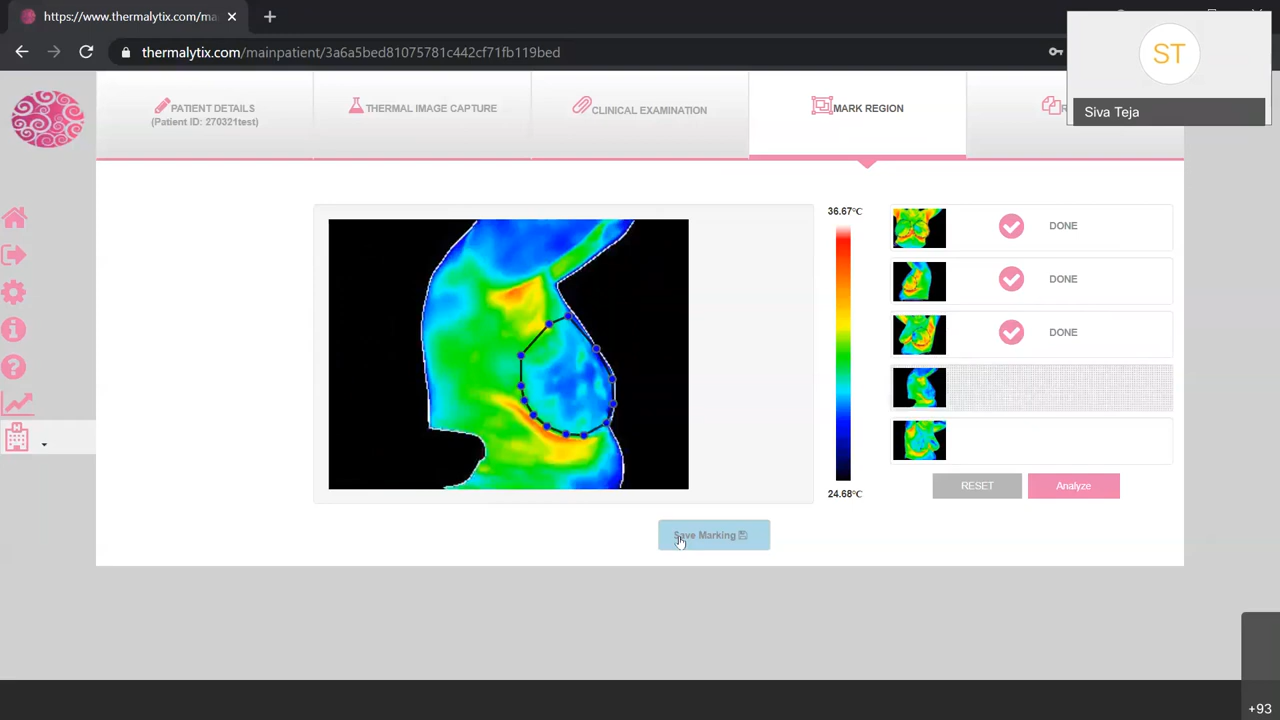 https://www.thermalytix.com/ma
thermalytix.com/mainpatient/3a6a5bed81075781c442cf71fb119bed
ST
Siva Teja
PATIENT DETAILS
(Patient ID: 270321test)
THERMAL IMAGE CAPTURE
CLINICAL EXAMINATION
MARK REGION
R
36.67°C
24.68°C
DONE
DONE
DONE
RESET
Analyze
Save Marking
+93